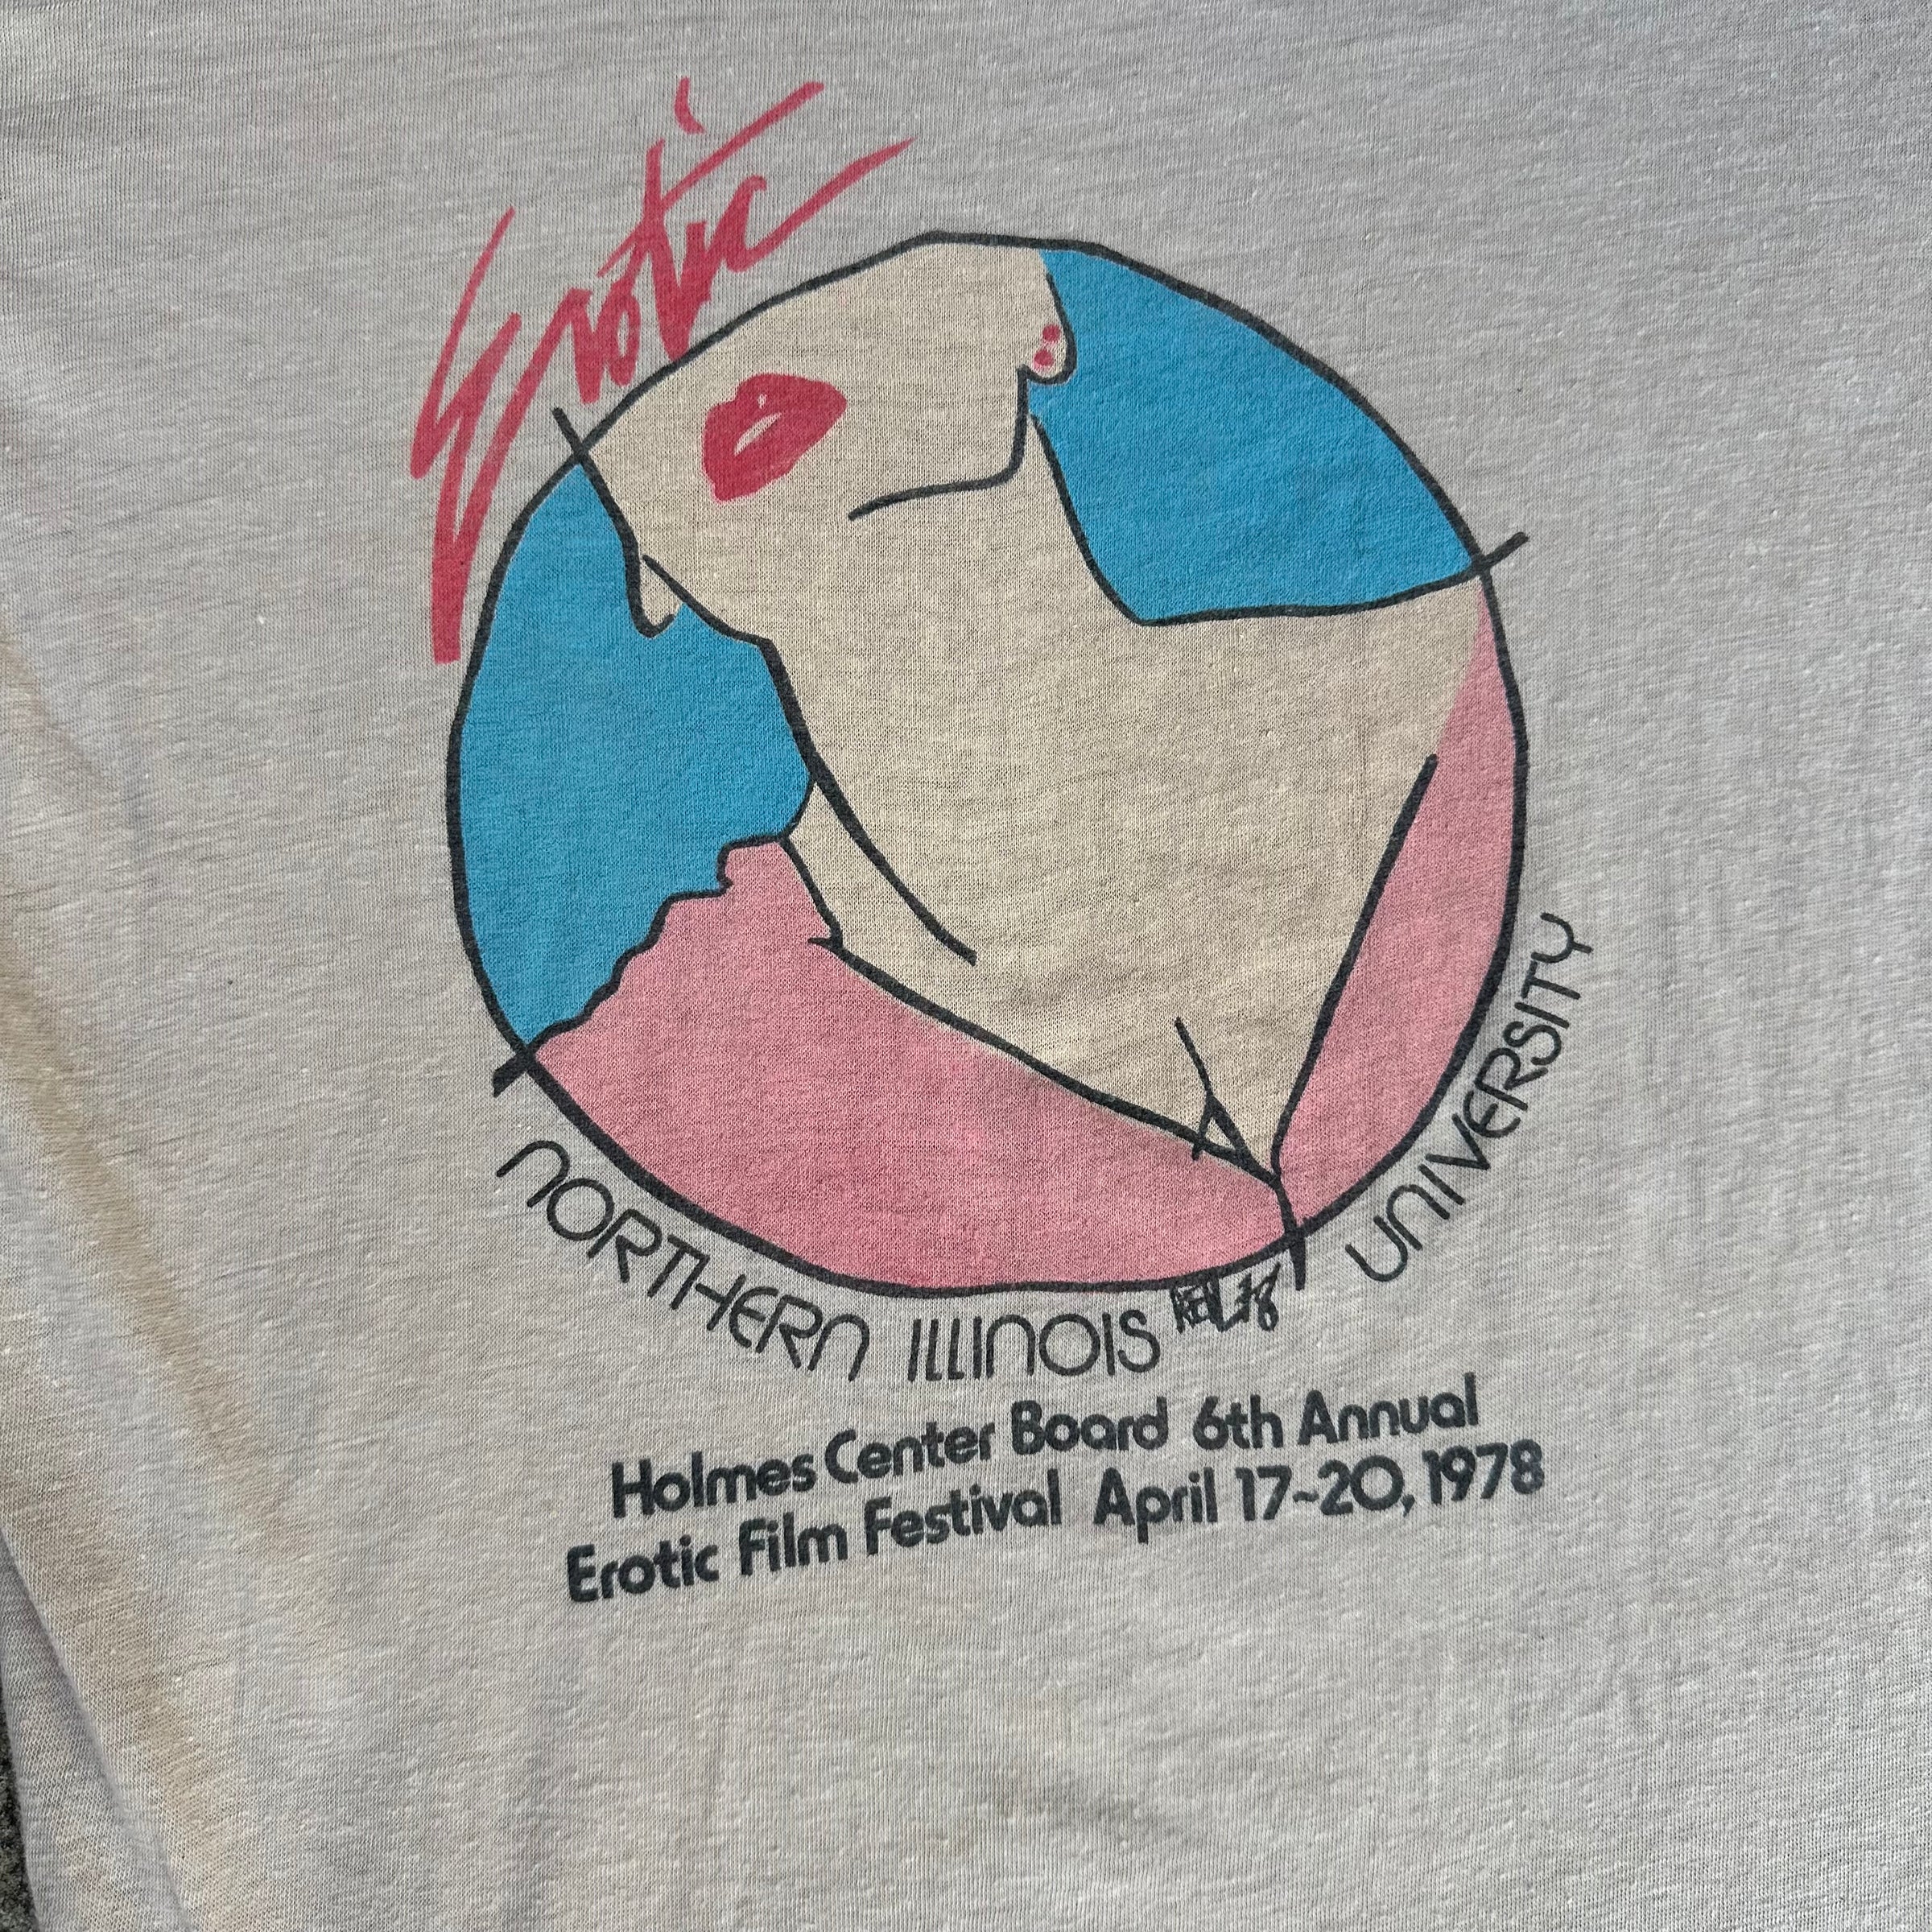 Erotic
NORTHERN ILLINOIS UNIVERSITY
Holmes Center Board 6th Annual
Erotic Film Festival April 17~20, 1978